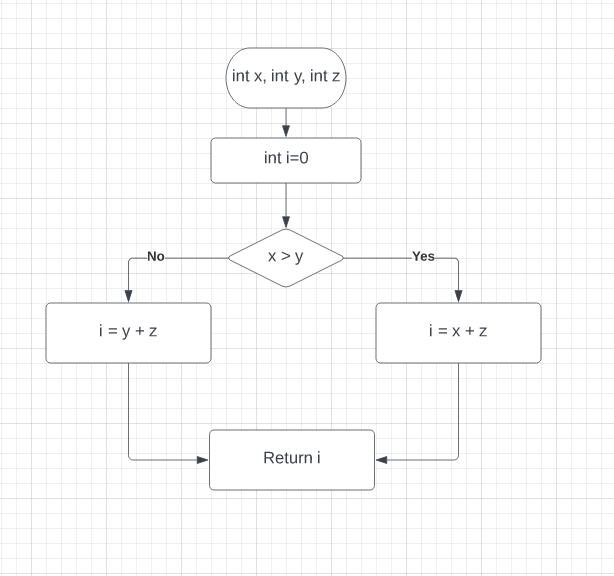 int x, int y, int z
int i=0
x > y
No
Yes
i = y + z
i = x + z
Return i